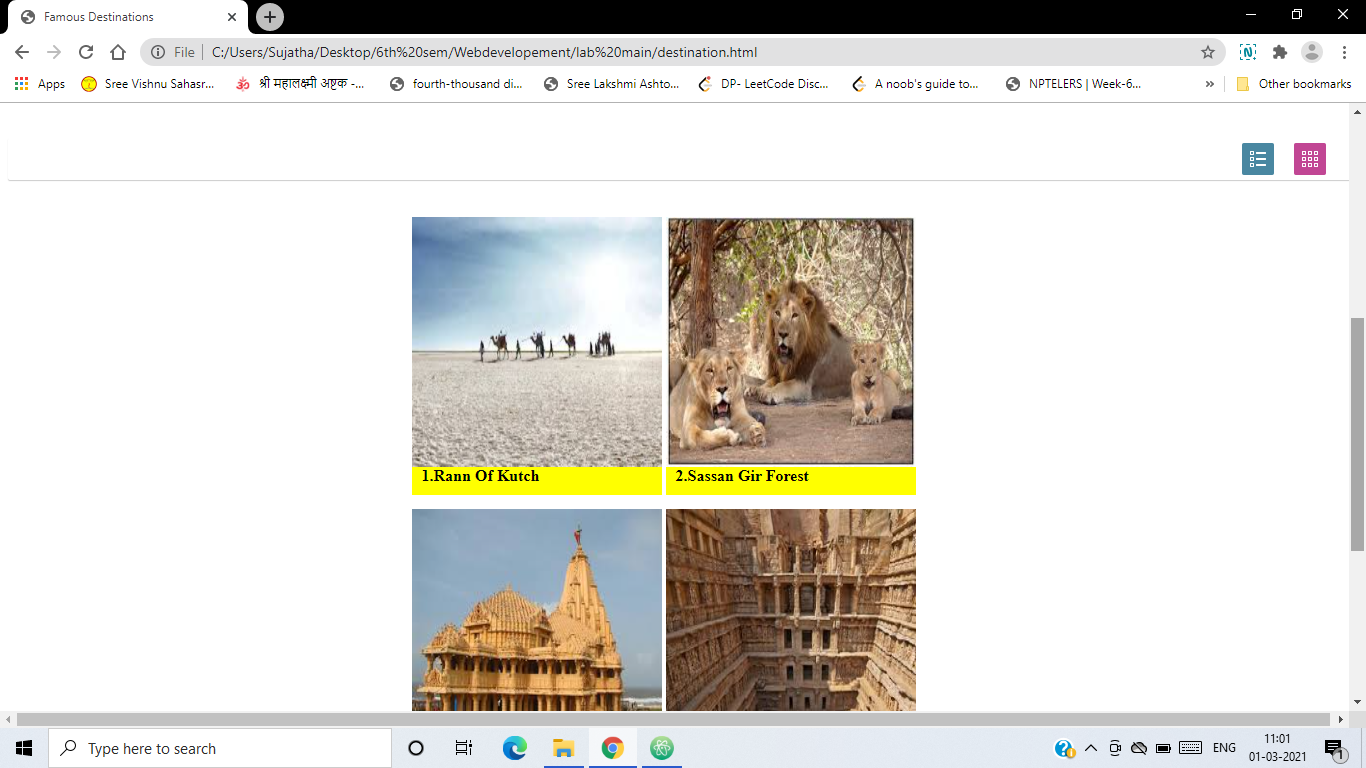 Famous Destinations
File C:/Users/Sujatha/Desktop/6th%20sem/Webdevelopement/lab%20main/destination.html
Apps Sree Vishnu Sahasr... श्री महालक्ष्मी अष्टक -... fourth-thousand di... Sree Lakshmi Ashto... DP- LeetCode Disc... A noob's guide to... NPTELERS | Week-6... » Other bookmarks
1.Rann Of Kutch 2.Sassan Gir Forest
Type here to search ENG 11:01
01-03-2021 1